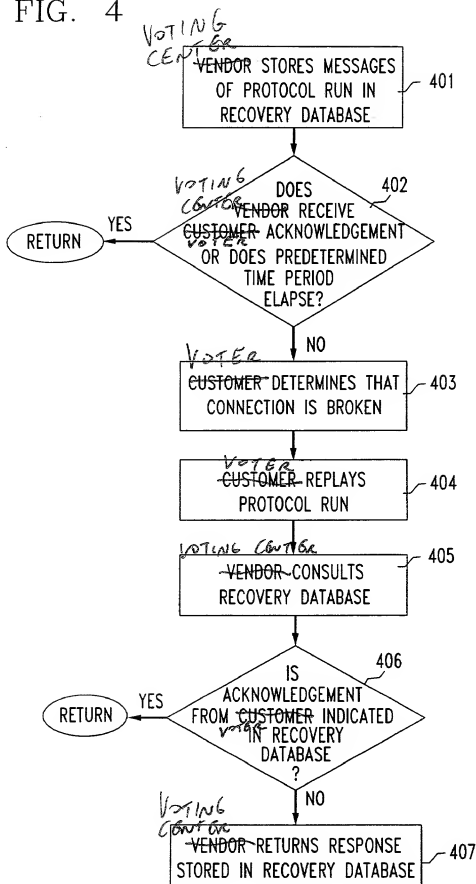 FIG. 4
VOTING
CENTER
VENDOR STORES MESSAGES
OF PROTOCOL RUN IN
RECOVERY DATABASE
401
VOTING
CENTER
DOES
VENDOR RECEIVE
CUSTOMER ACKNOWLEDGEMENT
VOTER
OR DOES PREDETERMINED
TIME PERIOD
ELAPSE?
402
YES
RETURN
NO
VOTER
CUSTOMER DETERMINES THAT
CONNECTION IS BROKEN
403
VOTER
CUSTOMER REPLAYS
PROTOCOL RUN
404
VOTING CENTER
VENDOR CONSULTS
RECOVERY DATABASE
405
IS
ACKNOWLEDGEMENT
FROM CUSTOMER INDICATED
VOTER IN RECOVERY
DATABASE
?
406
YES
RETURN
NO
VOTING
CENTER
VENDOR RETURNS RESPONSE
STORED IN RECOVERY DATABASE
407